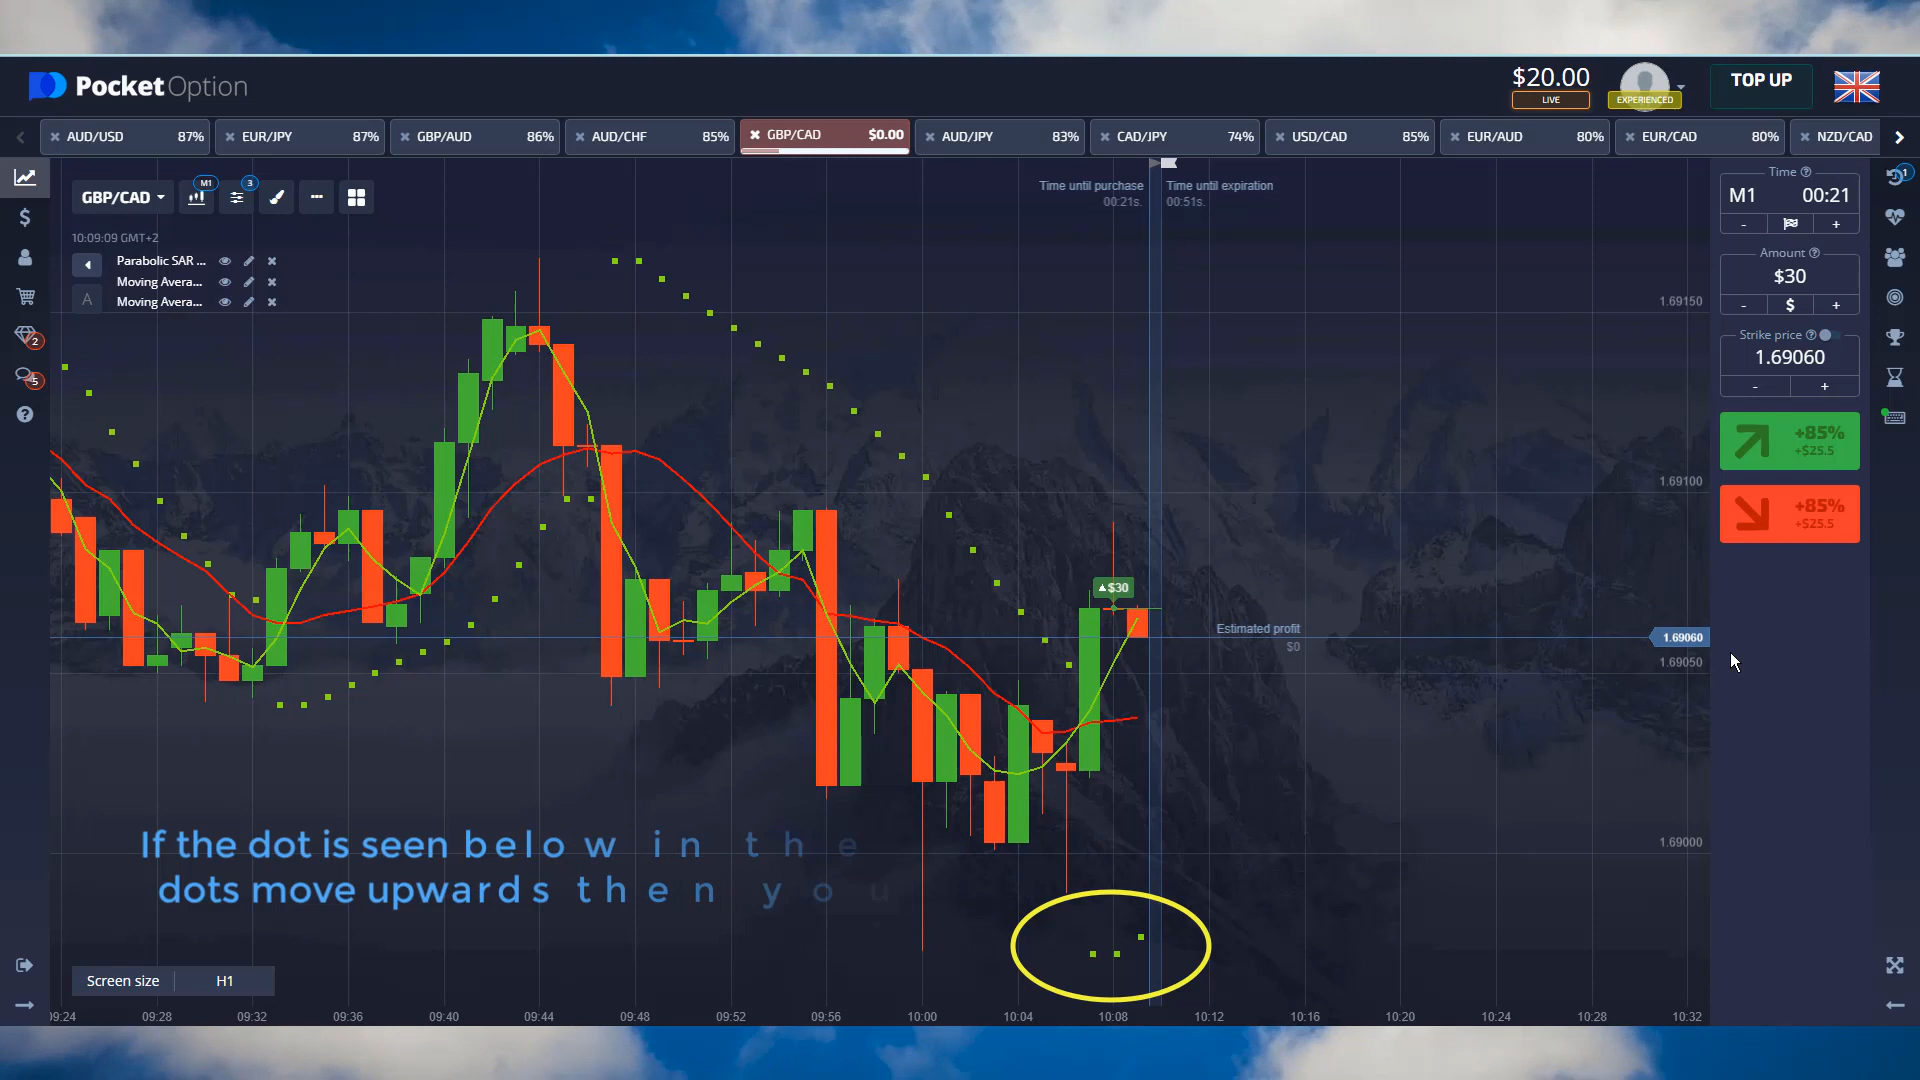 PocketOption
$20.00
LIVE
EXPERIENCED
TOP UP
AUD/USD 87% EUR/JPY 87% GBP/AUD 86% AUD/CHF 85% GBP/CAD $0.00 AUD/JPY 83% CAD/JPY 74% USD/CAD 85% EUR/AUD 80% EUR/CAD 80% NZD/CAD
GBP/CAD M1 3
10:09:09 GMT+2
Parabolic SAR ...
Moving Avera...
A Moving Avera...
2
5
Time until purchase
00:21s.
Time until expiration
00:51s.
Time
M1 00:21
- +
Amount
$30
- $ +
Strike price
1.69060
- +
+85%
+$25.5
+85%
+$25.5
1
1.69150
1.69100
1.69060
1.69050
1.69000
$30
Estimated profit
$0
If the dot is seen below in the
dots move upwards then you
Screen size H1
09:24 09:28 09:32 09:36 09:40 09:44 09:48 09:52 09:56 10:00 10:04 10:08 10:12 10:16 10:20 10:24 10:28 10:32